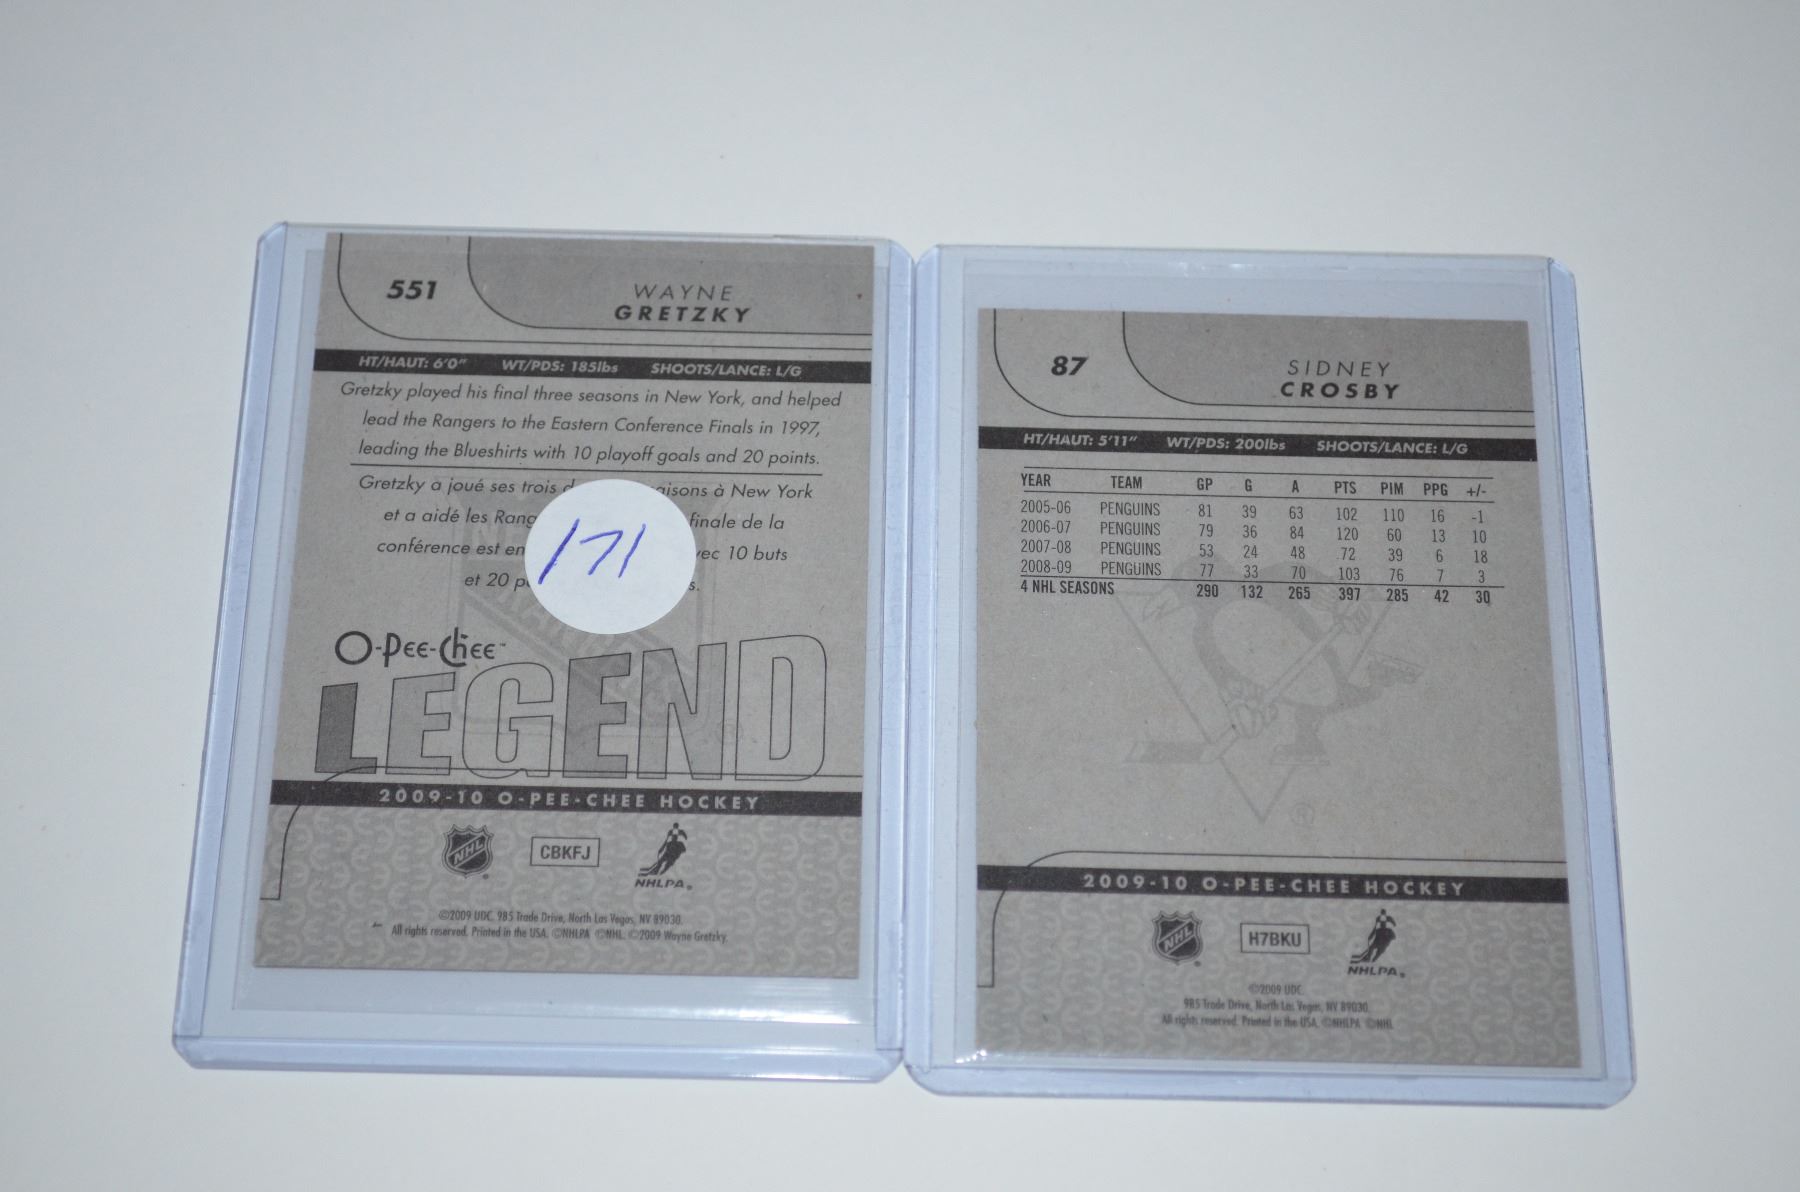 551
WAYNE
GRETZKY
HT/HAUT: 6'0" WT/PDS: 185lbs SHOOTS/LANCE: L/G
Gretzky played his final three seasons in New York, and helped
lead the Rangers to the Eastern Conference Finals in 1997,
leading the Blueshirts with 10 playoff goals and 20 points.
Gretzky a joué ses trois à New York
et a aidé les finale de la
conférence est en 10 buts
et 20
171
O-Pee-Chee™
LEGEND
2009-10 O-PEE-CHEE HOCKEY
NHL
CBKFJ
NHLPA.
©2009 UDC. 985 Trade Drive, North Las Vegas, NV 89030.
All rights reserved. Printed in the USA. ©NHLPA ©NHL. ©2009 Wayne Gretzky.
87
SIDNEY
CROSBY
HT/HAUT: 5'11" WT/PDS: 200lbs SHOOTS/LANCE: L/G
YEAR TEAM GP G A PTS PIM PPG +/-
2005-06 PENGUINS 81 39 63 102 110 16 -1
2006-07 PENGUINS 79 36 84 120 60 13 10
2007-08 PENGUINS 53 24 48 72 39 6 18
2008-09 PENGUINS 77 33 70 103 76 7 3
4 NHL SEASONS 290 132 265 397 285 42 30
®
2009-10 O-PEE-CHEE HOCKEY
NHL
H7BKU
NHLPA.
©2009 UDC.
985 Trade Drive, North Las Vegas, NV 89030.
All rights reserved. Printed in the USA. ©NHLPA ©NHL